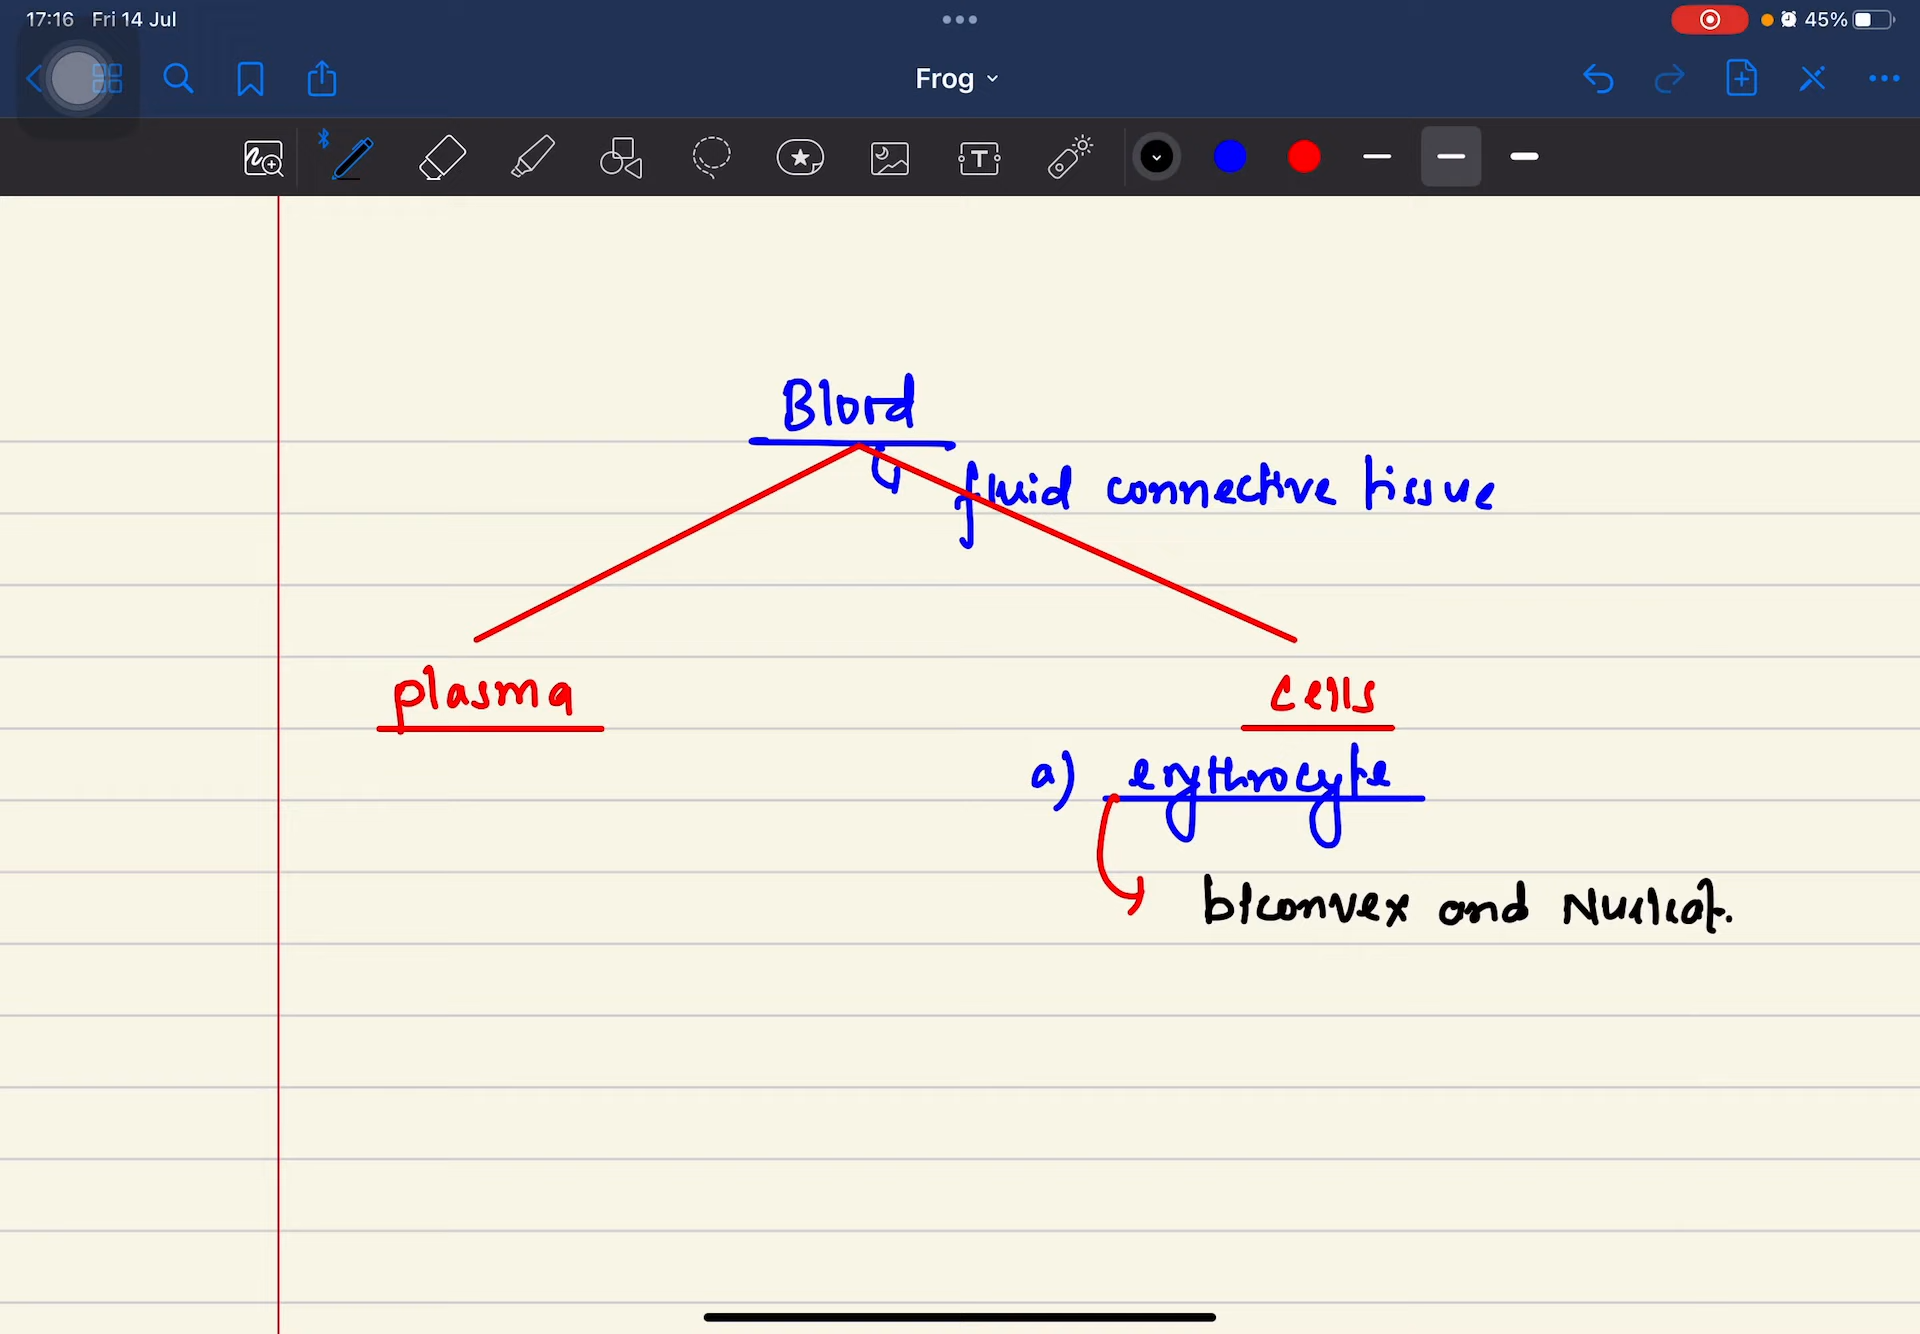 17:16 Fri 14 Jul
45%
Frog
T
Blood
fluid connective tissue
plasma
cells
a) erythrocyte
biconvex and Nucleat.